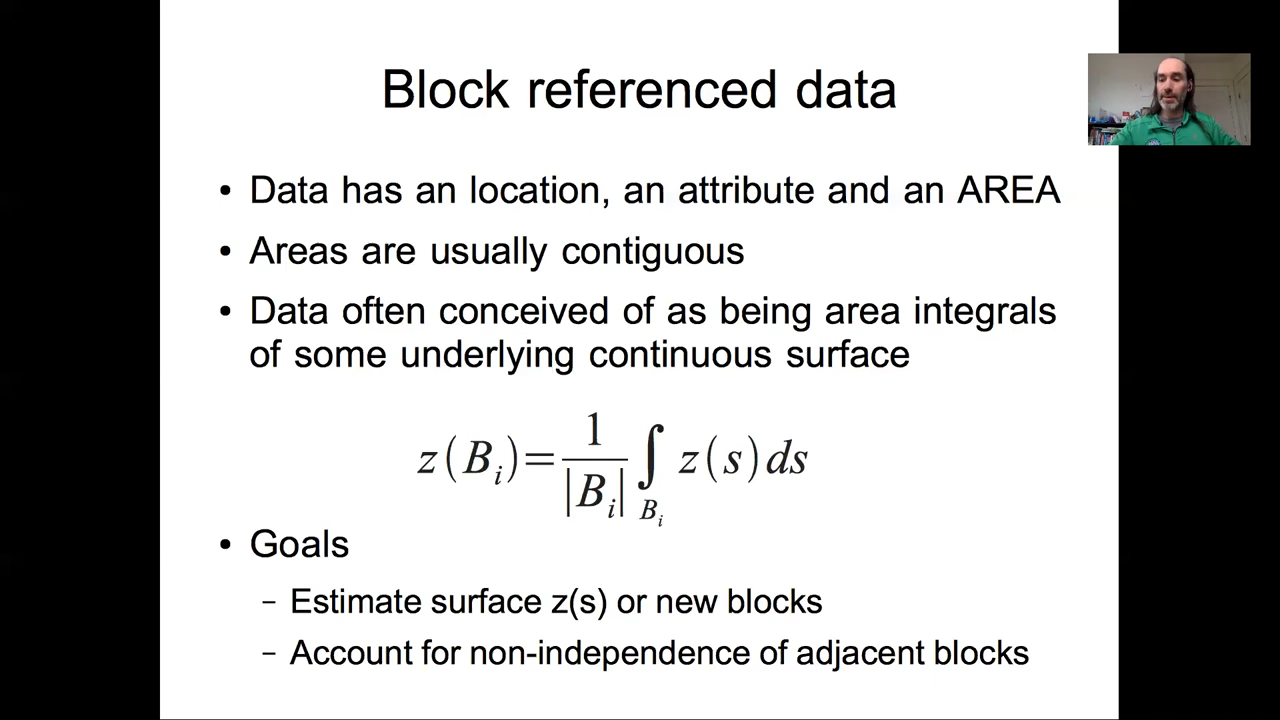 Block referenced data
• Data has an location, an attribute and an AREA
• Areas are usually contiguous
• Data often conceived of as being area integrals
of some underlying continuous surface
z(B_i)=\frac{1}{|B_i|}\int_{B_i} z(s)ds
• Goals
– Estimate surface z(s) or new blocks
– Account for non-independence of adjacent blocks